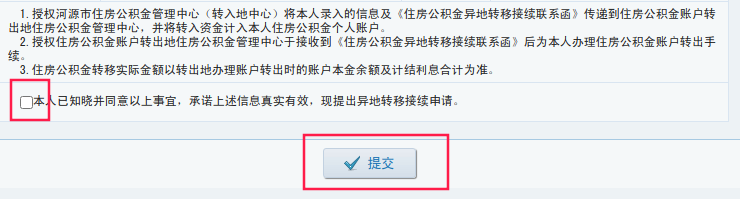 1. 授权河源市住房公积金管理中心（转入地中心）将本人录入的信息及《住房公积金异地转移接续联系函》传递到住房公积金账户转
出地住房公积金管理中心，并将转入资金计入本人住房公积金个人账户。
2. 授权住房公积金账户转出地住房公积金管理中心于接收到《住房公积金异地转移接续联系函》后为本人办理住房公积金账户转出手
续。
3. 住房公积金转移实际金额以转出地办理账户转出时的账户本金余额及计结利息合计为准。
本人已知晓并同意以上事宜，承诺上述信息真实有效，现提出异地转移接续申请。
提交